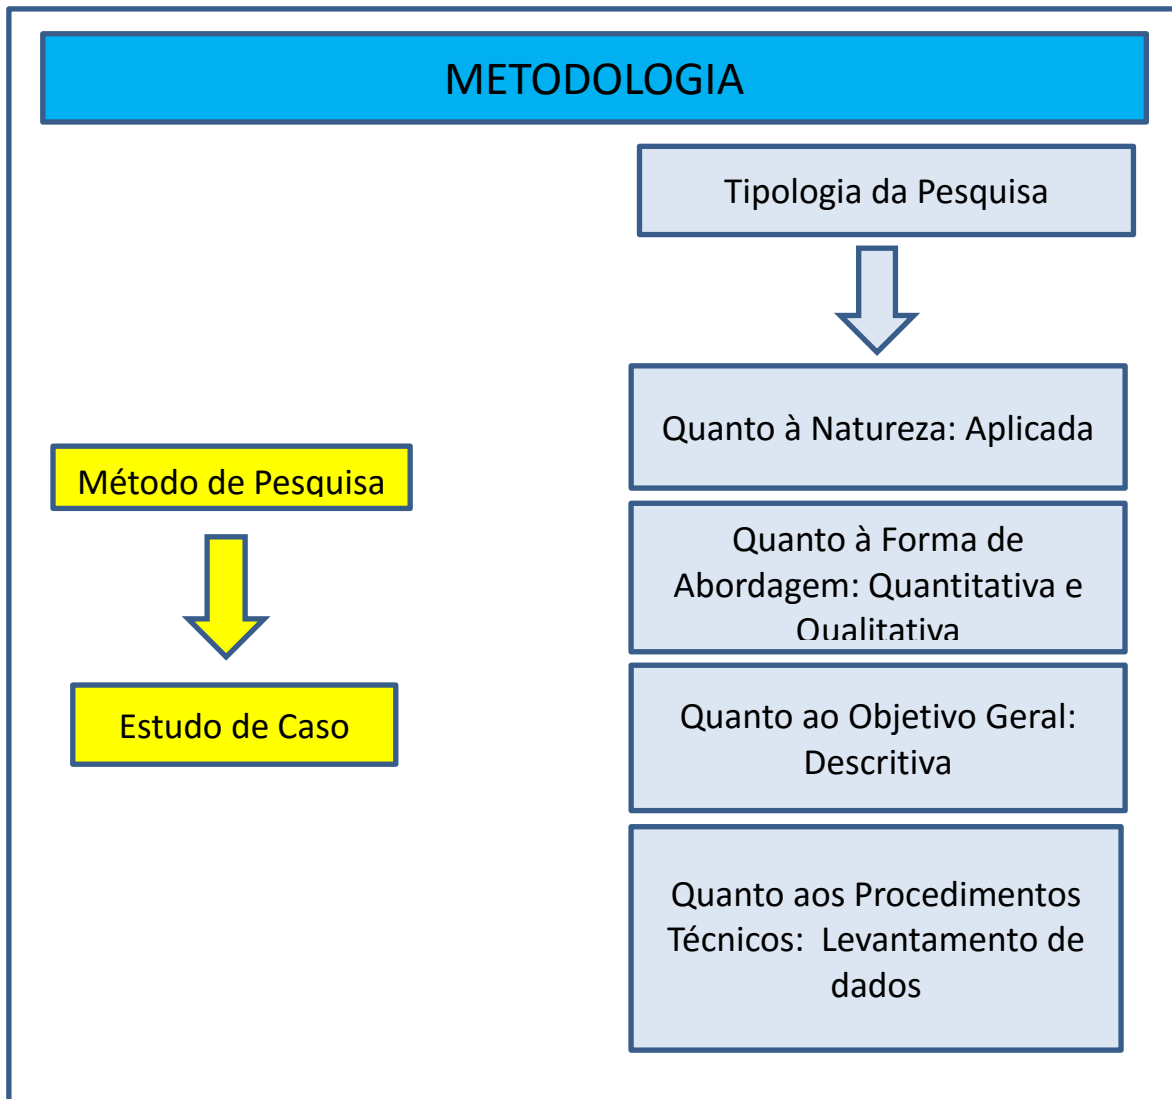 METODOLOGIA
Tipologia da Pesquisa
Quanto à Natureza: Aplicada
Método de Pesquisa
Quanto à Forma de
Abordagem: Quantitativa e
Qualitativa
Estudo de Caso
Quanto ao Objetivo Geral:
Descritiva
Quanto aos Procedimentos
Técnicos:  Levantamento de
dados